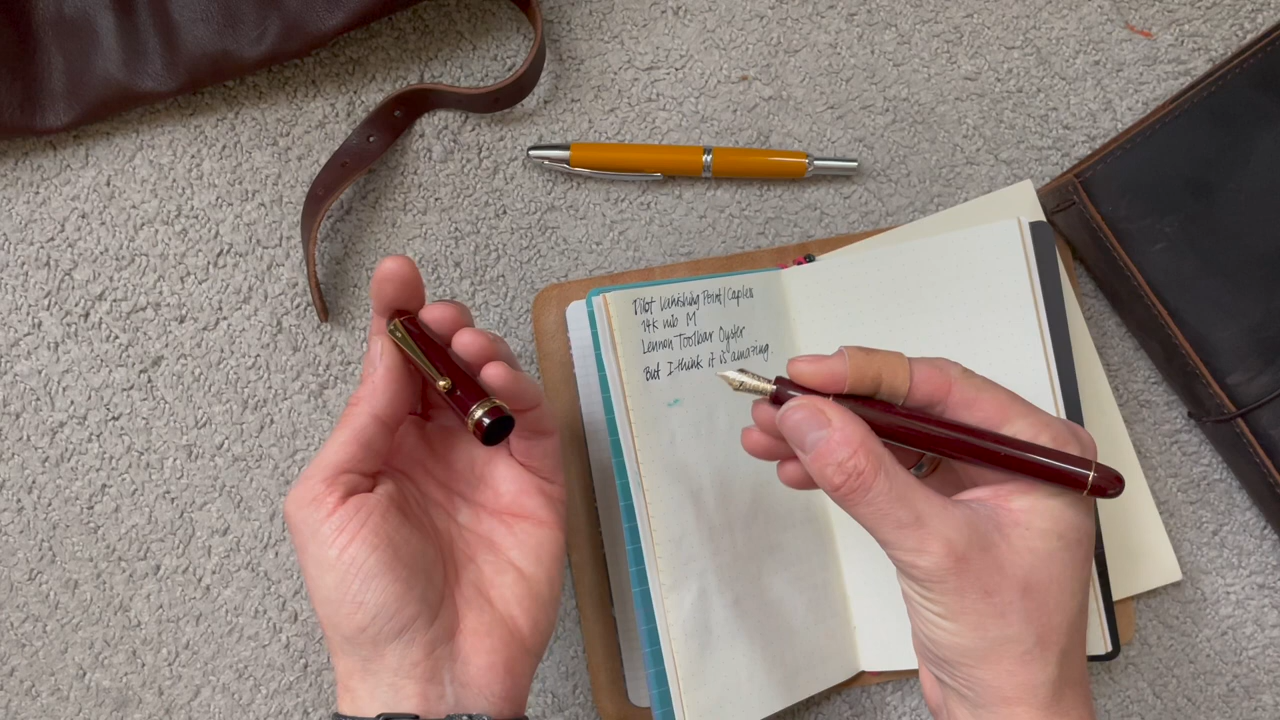 Pilot Vanishing Point/Capless
14K nib M
Lennon Toolbar Oyster
But I think it is amazing.